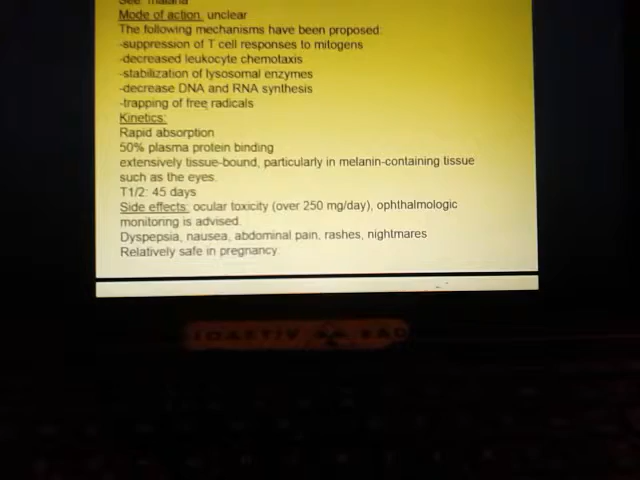 See: malaria
Mode of action: unclear
The following mechanisms have been proposed:
-suppression of T cell responses to mitogens
-decreased leukocyte chemotaxis
-stabilization of lysosomal enzymes
-decrease DNA and RNA synthesis
-trapping of free radicals
Kinetics:
Rapid absorption
50% plasma protein binding
extensively tissue-bound, particularly in melanin-containing tissue
such as the eyes.
T1/2: 45 days
Side effects: ocular toxicity (over 250 mg/day), ophthalmologic
monitoring is advised.
Dyspepsia, nausea, abdominal pain, rashes, nightmares
Relatively safe in pregnancy